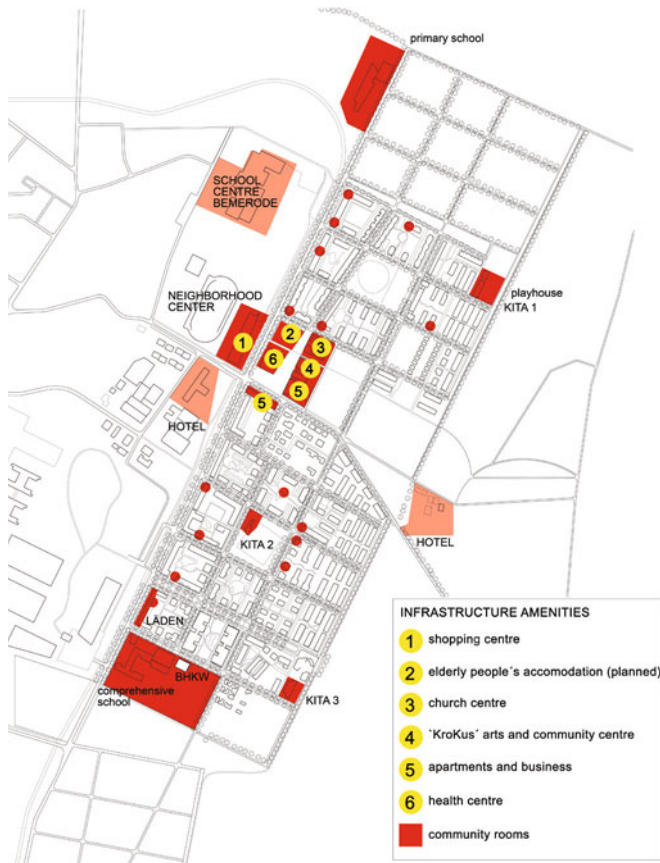 primary school
SCHOOL
CENTRE
BEMERODE
NEIGHBORHOOD
CENTER
playhouse
KITA 1
1
2
3
6
4
5
5
HOTEL
KITA 2
HOTEL
LÄDEN
BHKW
comprehensive
school
KITA 3
INFRASTRUCTURE AMENITIES
1 shopping centre
2 elderly people´s accomodation (planned)
3 church centre
4 `KroKus´ arts and community centre
5 apartments and business
6 health centre
community rooms